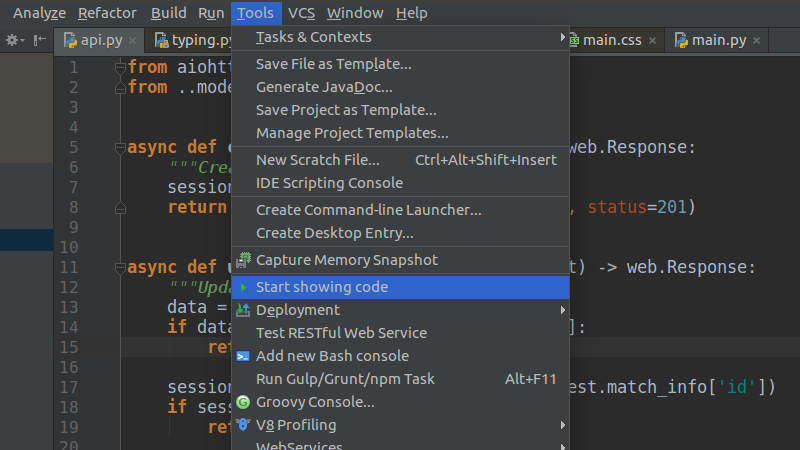 Analyze Refactor Build Run Tools VCS Window Help
api.py typing.py main.css main.py
Tasks & Contexts
Save File as Template...
Generate JavaDoc...
Save Project as Template...
Manage Project Templates...
New Scratch File... Ctrl+Alt+Shift+Insert
IDE Scripting Console
Create Command-line Launcher...
Create Desktop Entry...
Capture Memory Snapshot
Start showing code
Deployment
Test RESTful Web Service
Add new Bash console
Run Gulp/Grunt/npm Task Alt+F11
Groovy Console...
V8 Profiling
WebServices
1 from aioht
2 from ..mode
3
4
5 async def web.Response:
6 """Crea
7 session
8 return , status=201)
9
10
11 async def u t) -> web.Response:
12 """Upda
13 data =
14 if data ]:
15 ret
16
17 session est.match_info['id'])
18 if sess
19 ret
20